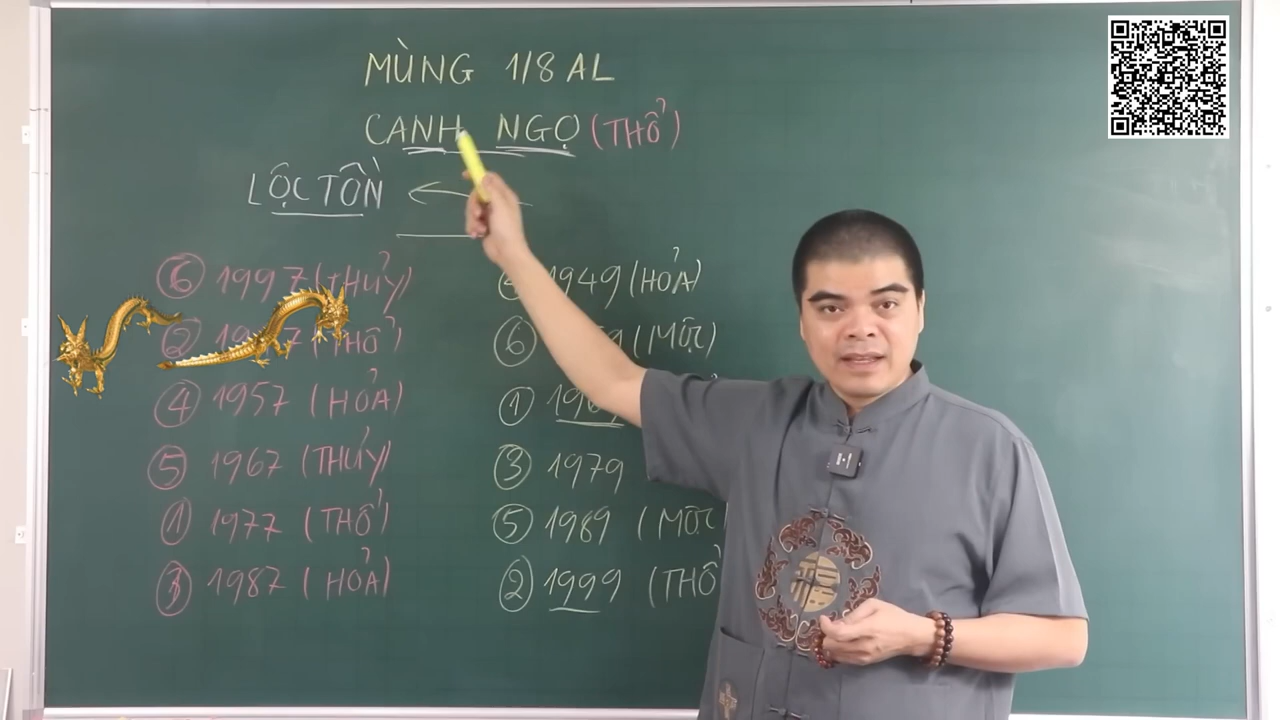 MÙNG 1/8 AL
CANH NGỌ (THỔ)
LỘC TỒN
⑥ 1997 (THỦY)
② (THỔ)
④ 1957 (HỎA)
⑤ 1967 (THỦY)
① 1977 (THỔ)
③ 1987 (HỎA)
1949 (HỎA)
⑥ (MỘC)
①
③ 1979
⑤ 1989 (MỘC
② 1999 (THỔ
福